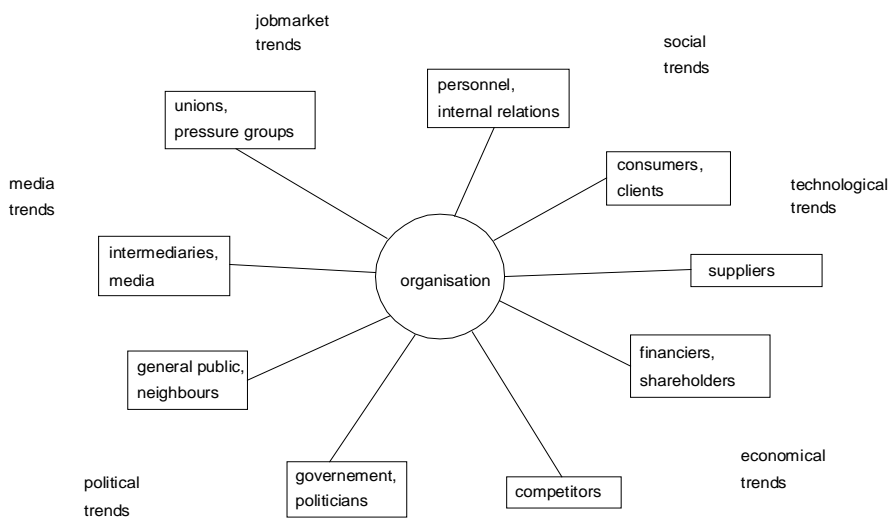 jobmarket
trends
social
trends
personnel,
internal relations
unions,
pressure groups
consumers,
clients
media
trends
technological
trends
intermediaries,
media
organisation
suppliers
general public,
neighbours
financiers,
shareholders
economical
trends
political
trends
governement,
politicians
competitors